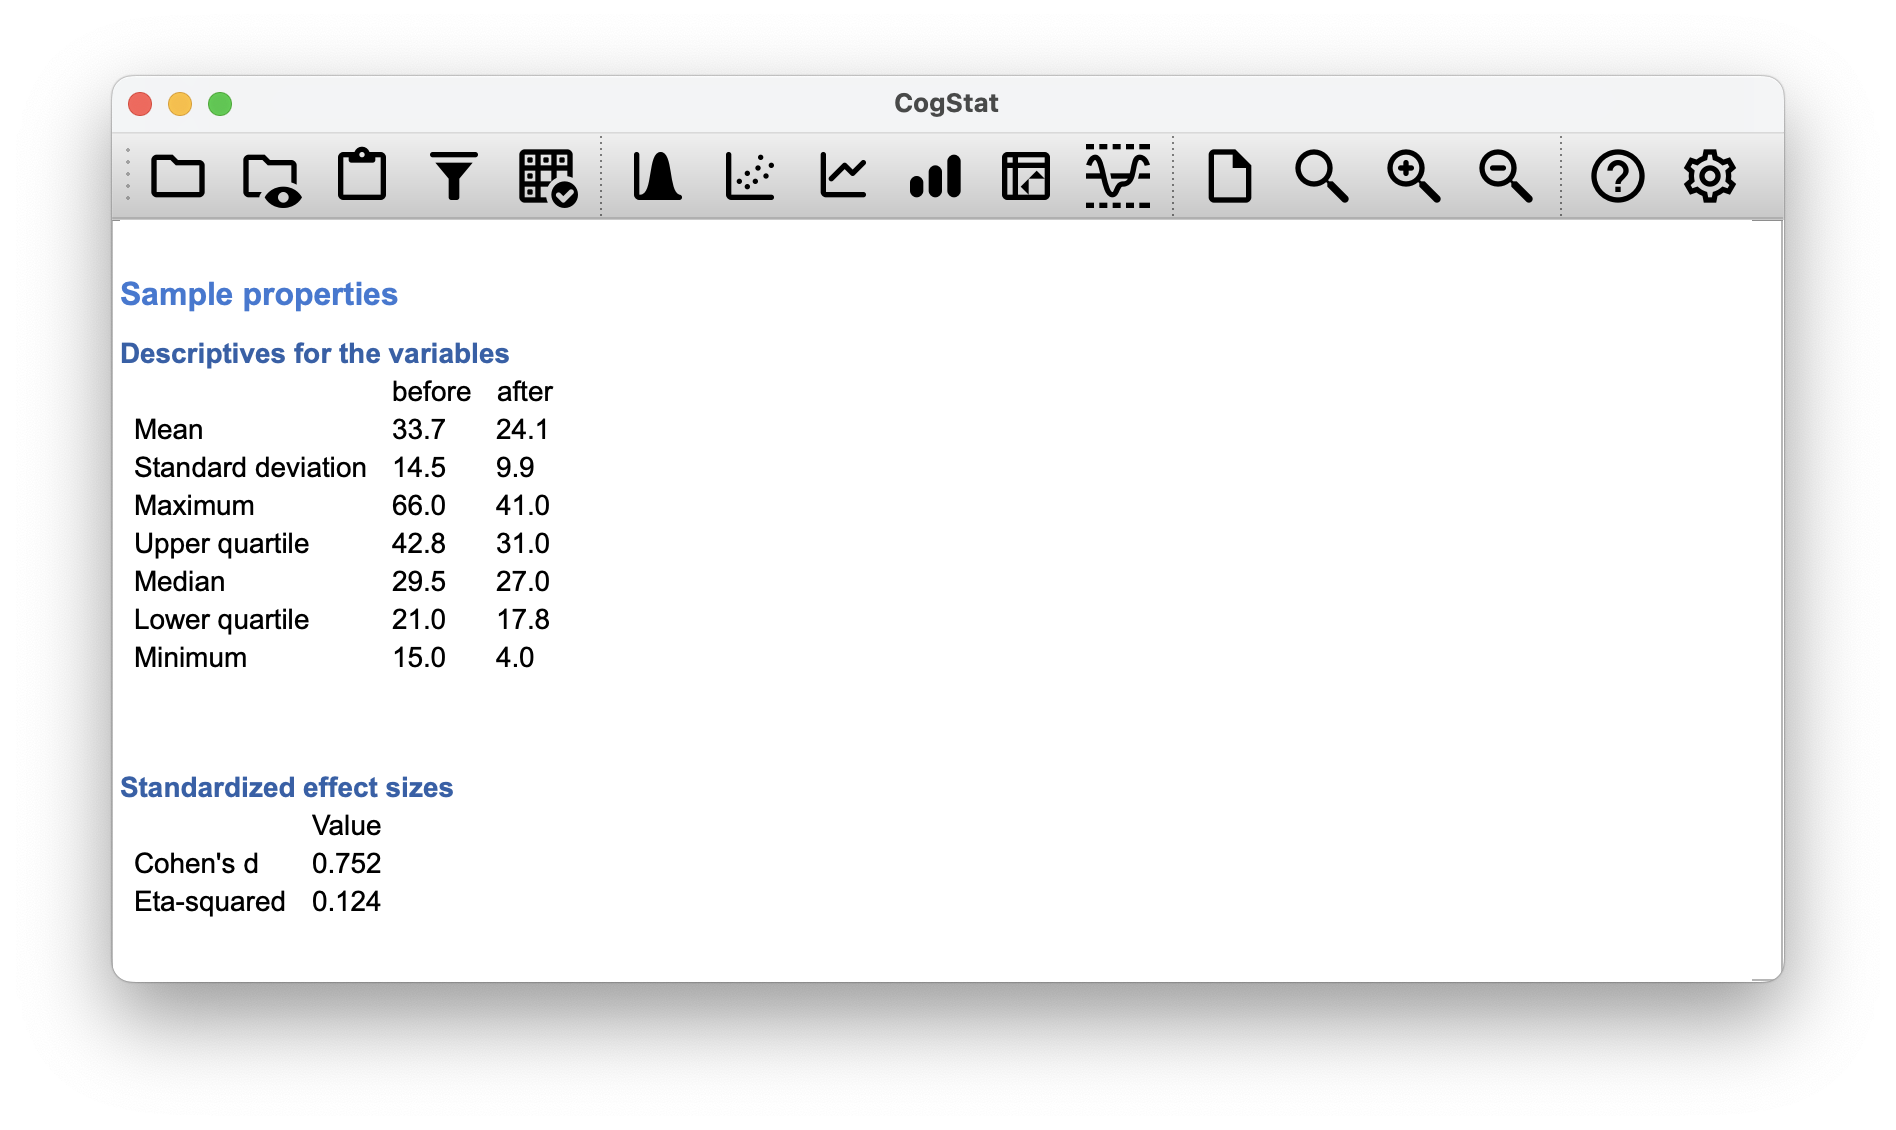 CogStat
Sample properties
Descriptives for the variables
before after
Mean 33.7 24.1
Standard deviation 14.5 9.9
Maximum 66.0 41.0
Upper quartile 42.8 31.0
Median 29.5 27.0
Lower quartile 21.0 17.8
Minimum 15.0 4.0
Standardized effect sizes
Value
Cohen's d 0.752
Eta-squared 0.124